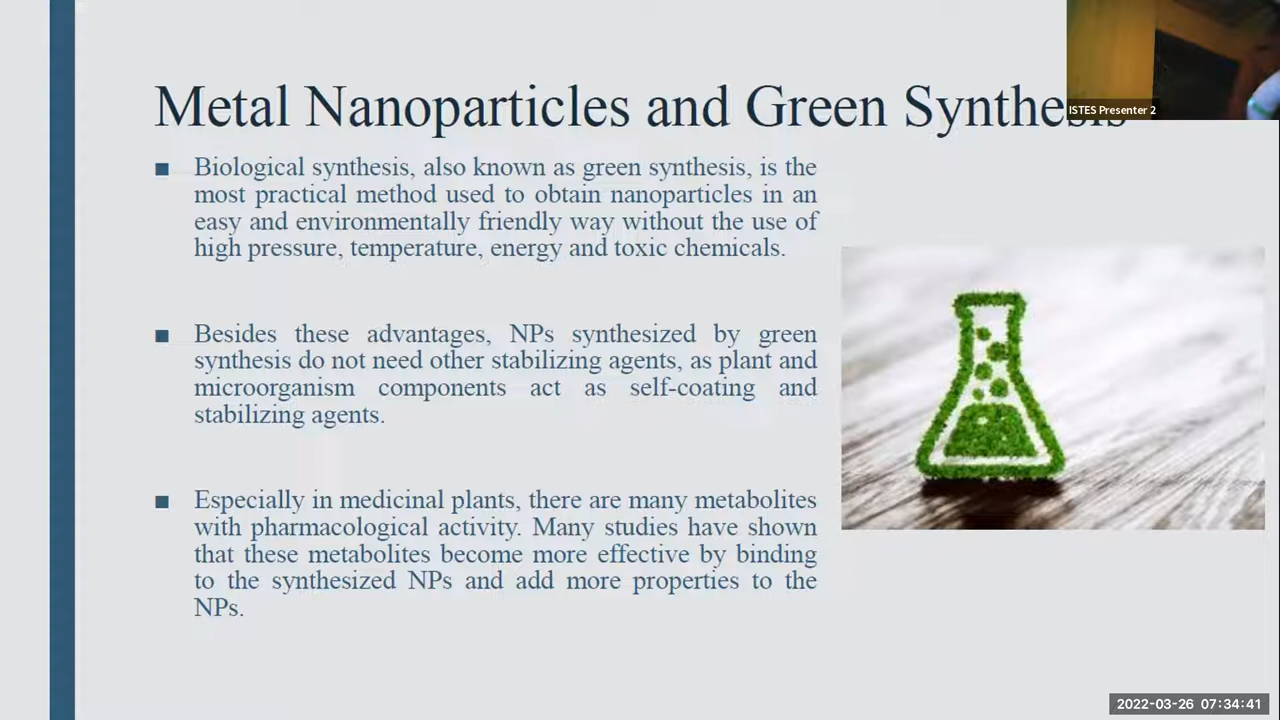 Metal Nanoparticles and Green Synthesis
ISTES Presenter 2
■ Biological synthesis, also known as green synthesis, is the
most practical method used to obtain nanoparticles in an
easy and environmentally friendly way without the use of
high pressure, temperature, energy and toxic chemicals.
■ Besides these advantages, NPs synthesized by green
synthesis do not need other stabilizing agents, as plant and
microorganism components act as self-coating and
stabilizing agents.
■ Especially in medicinal plants, there are many metabolites
with pharmacological activity. Many studies have shown
that these metabolites become more effective by binding
to the synthesized NPs and add more properties to the
NPs.
2022-03-26 07:34:41